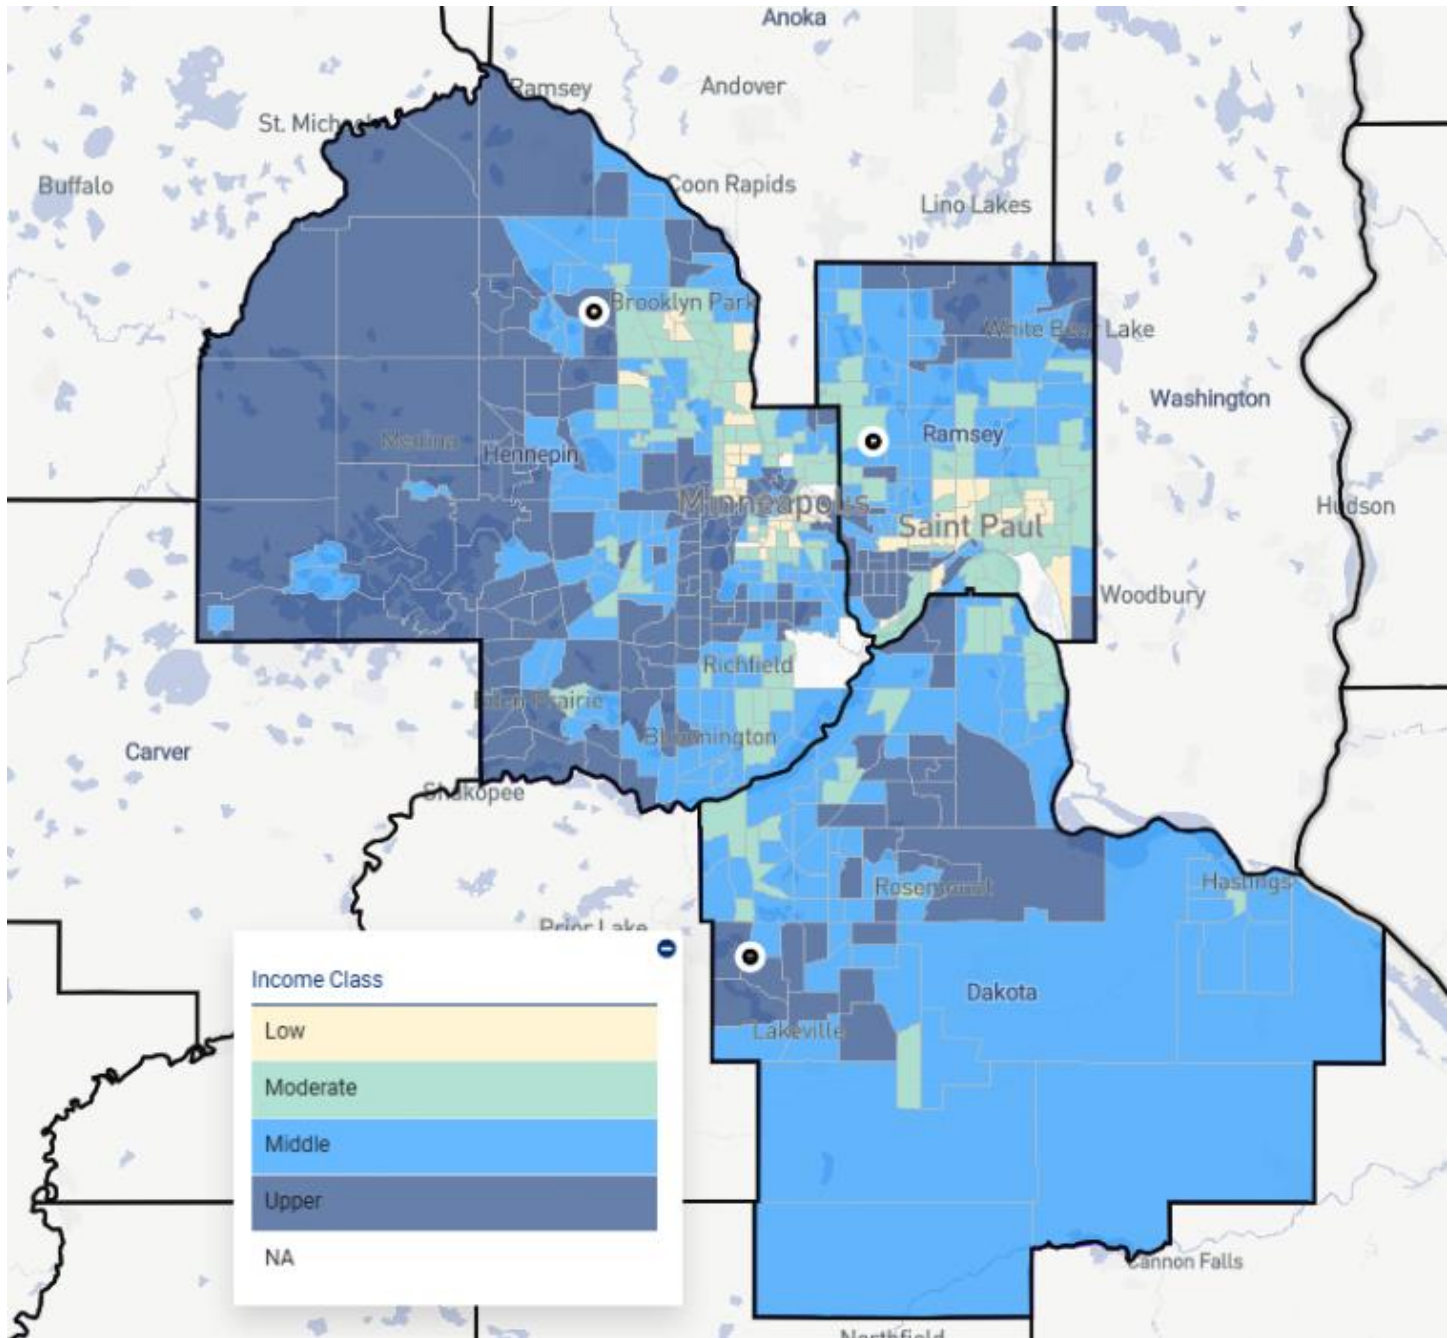 Anoka
Ramsey
Andover
St. Michael
Buffalo
Coon Rapids
Lino Lakes
Brooklyn Park
White Bear Lake
Washington
Medina
Hennepin
Ramsey
Minneapolis
Saint Paul
Hudson
Woodbury
Richfield
Eden Prairie
Bloomington
Carver
Shakopee
Rosemount
Hastings
Prior Lake
Dakota
Lakeville
Income Class
Low
Moderate
Middle
Upper
NA
Cannon Falls
Northfield